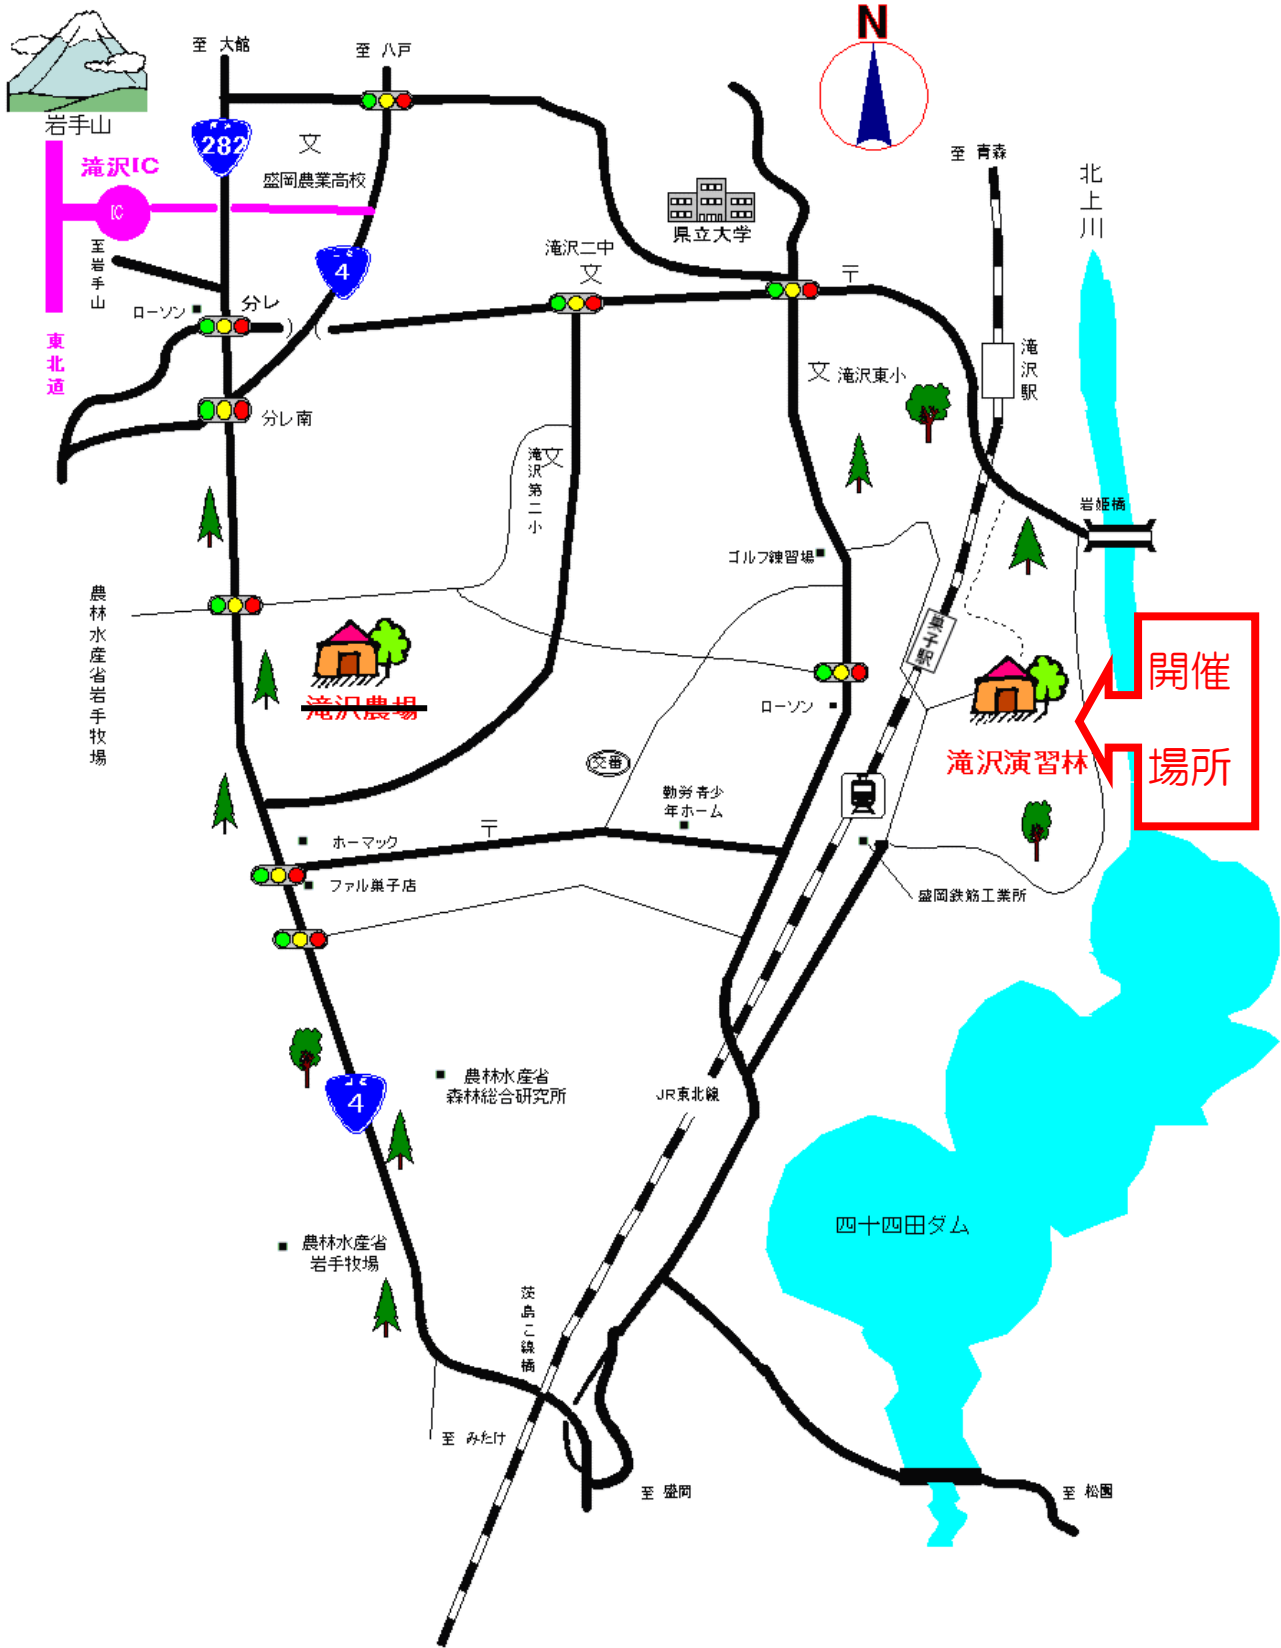 N
至 大館
至 八戸
岩手山
282
文
滝沢IC
盛岡農業高校
IC
至 青森
北上川
県立大学
滝沢二中
文
至岩手山
4
〒
ローソン
分レ
東北道
滝沢駅
文 滝沢東小
分レ南
文
滝沢第二小
岩姫橋
ゴルフ練習場
農林水産省岩手牧場
巣子駅
開催
場所
滝沢農場
ローソン
滝沢演習林
交番
勤労青少
年ホーム
〒
ホーマック
ファル巣子店
盛岡鉄筋工業所
農林水産省
森林総合研究所
JR東北線
4
四十四田ダム
農林水産省
岩手牧場
茨島こ線橋
至 みたけ
至 盛岡
至 松園